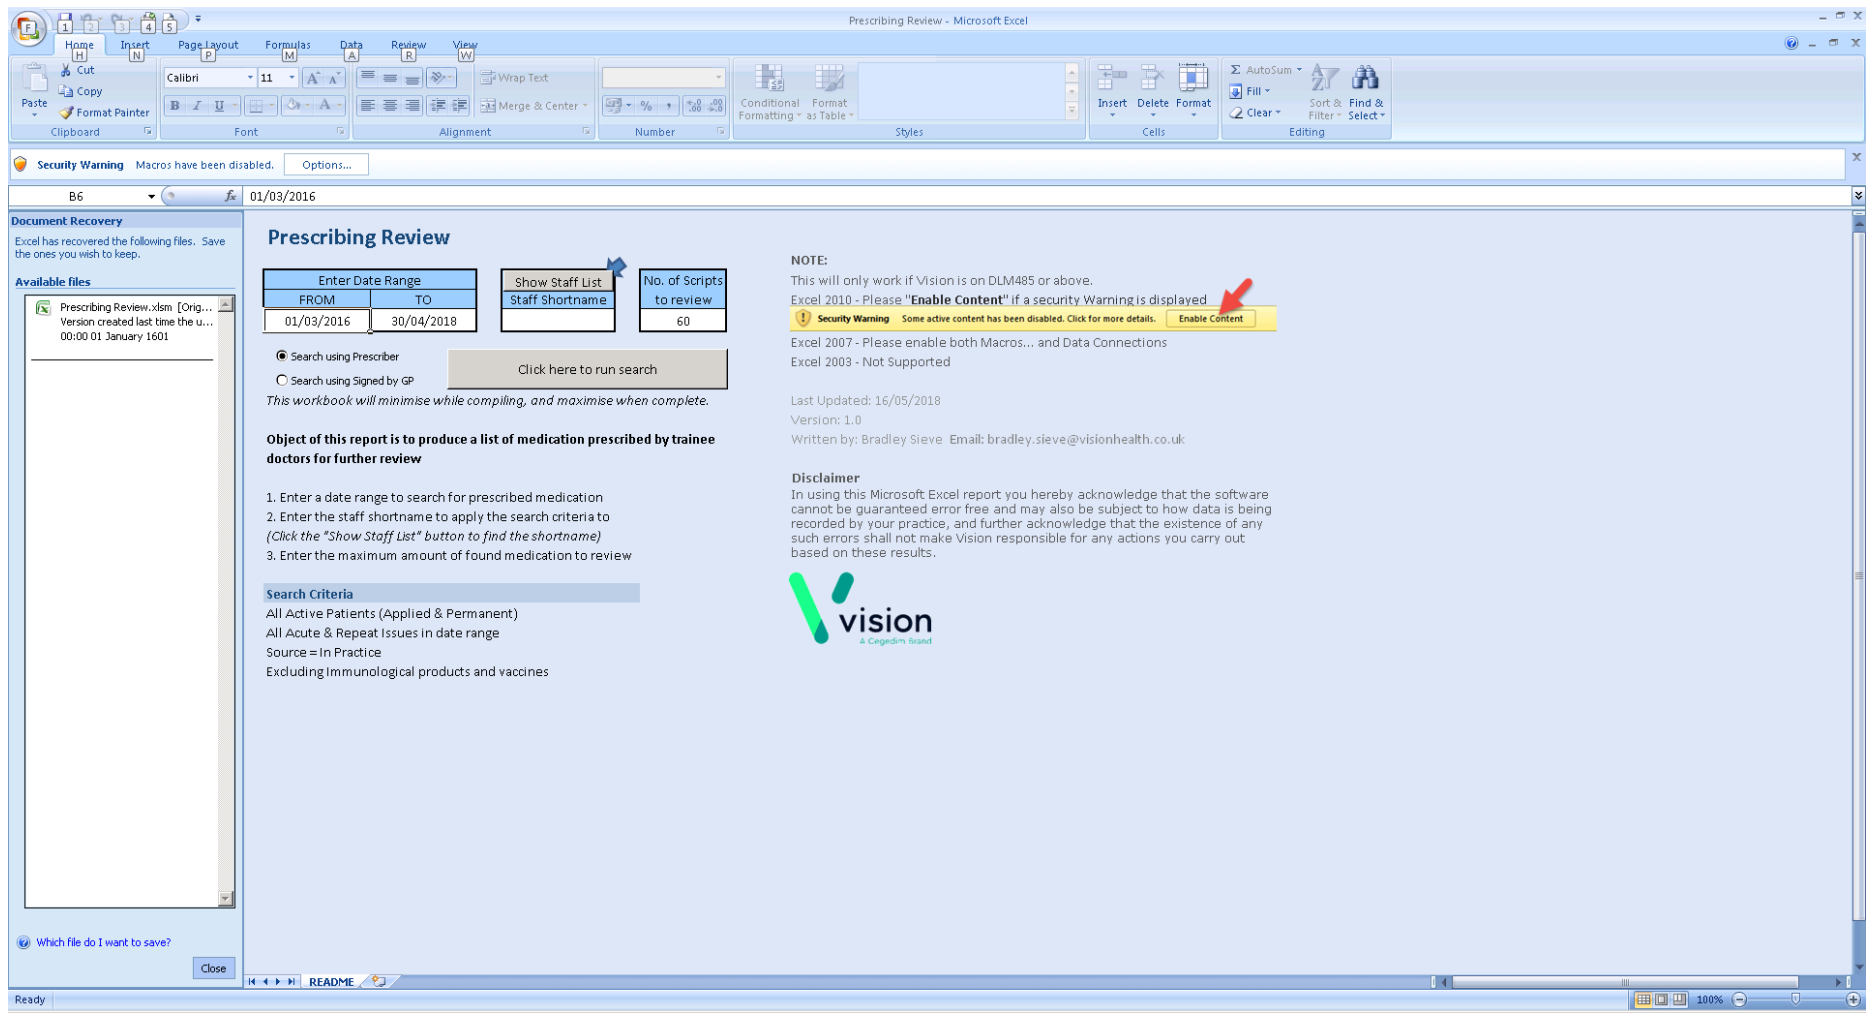 1 2 3 4 5
Prescribing Review - Microsoft Excel
F
Home Insert Page Layout Formulas Data Review View
H N P M A R W
Cut
Copy
Format Painter
Paste
Clipboard
Calibri 11
B I U
Font
Wrap Text
Merge & Center
Alignment
Number
Conditional Formatting
Format as Table
Styles
Insert Delete Format
Cells
Σ AutoSum
Fill
Clear
Sort & Filter
Find & Select
Editing
Security Warning Macros have been disabled. Options...
B6 fx 01/03/2016
Document Recovery
Excel has recovered the following files. Save
the ones you wish to keep.
Available files
Prescribing Review.xlsm [Orig...
Version created last time the u...
00:00 01 January 1601
Which file do I want to save?
Close
Prescribing Review
Enter Date Range
FROM TO
01/03/2016 30/04/2018
Show Staff List
Staff Shortname
No. of Scripts
to review
60
Search using Prescriber
Search using Signed by GP
Click here to run search
This workbook will minimise while compiling, and maximise when complete.
Object of this report is to produce a list of medication prescribed by trainee
doctors for further review
1. Enter a date range to search for prescribed medication
2. Enter the staff shortname to apply the search criteria to
(Click the "Show Staff List" button to find the shortname)
3. Enter the maximum amount of found medication to review
Search Criteria
All Active Patients (Applied & Permanent)
All Acute & Repeat Issues in date range
Source = In Practice
Excluding Immunological products and vaccines
NOTE:
This will only work if Vision is on DLM485 or above.
Excel 2010 - Please "Enable Content" if a security Warning is displayed
Security Warning Some active content has been disabled. Click for more details. Enable Content
Excel 2007 - Please enable both Macros... and Data Connections
Excel 2003 - Not Supported
Last Updated: 16/05/2018
Version: 1.0
Written by: Bradley Sieve Email: bradley.sieve@visionhealth.co.uk
Disclaimer
In using this Microsoft Excel report you hereby acknowledge that the software
cannot be guaranteed error free and may also be subject to how data is being
recorded by your practice, and further acknowledge that the existence of any
such errors shall not make Vision responsible for any actions you carry out
based on these results.
vision
A Cegedim Brand
README
Ready
100%